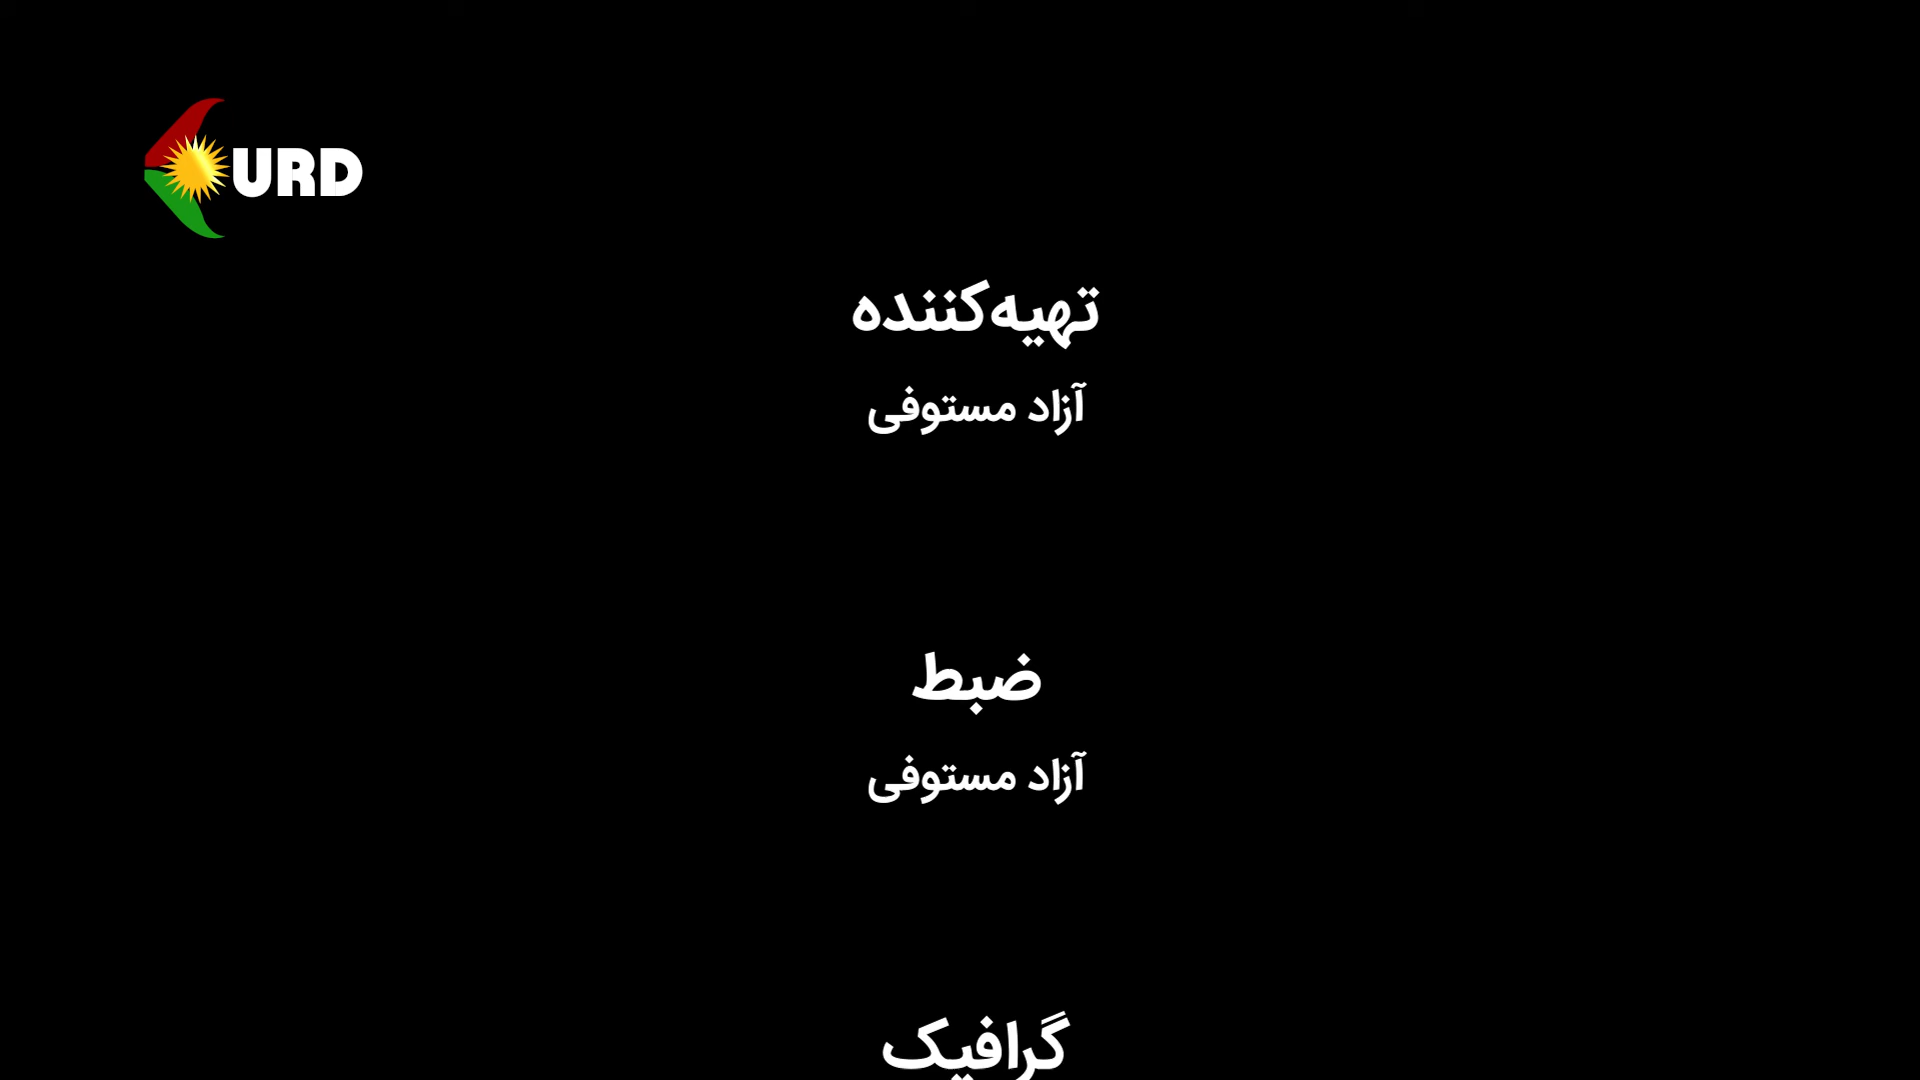 URD
تهیه‌کننده
آزاد مستوفی
ضبط
آزاد مستوفی
گرافیک